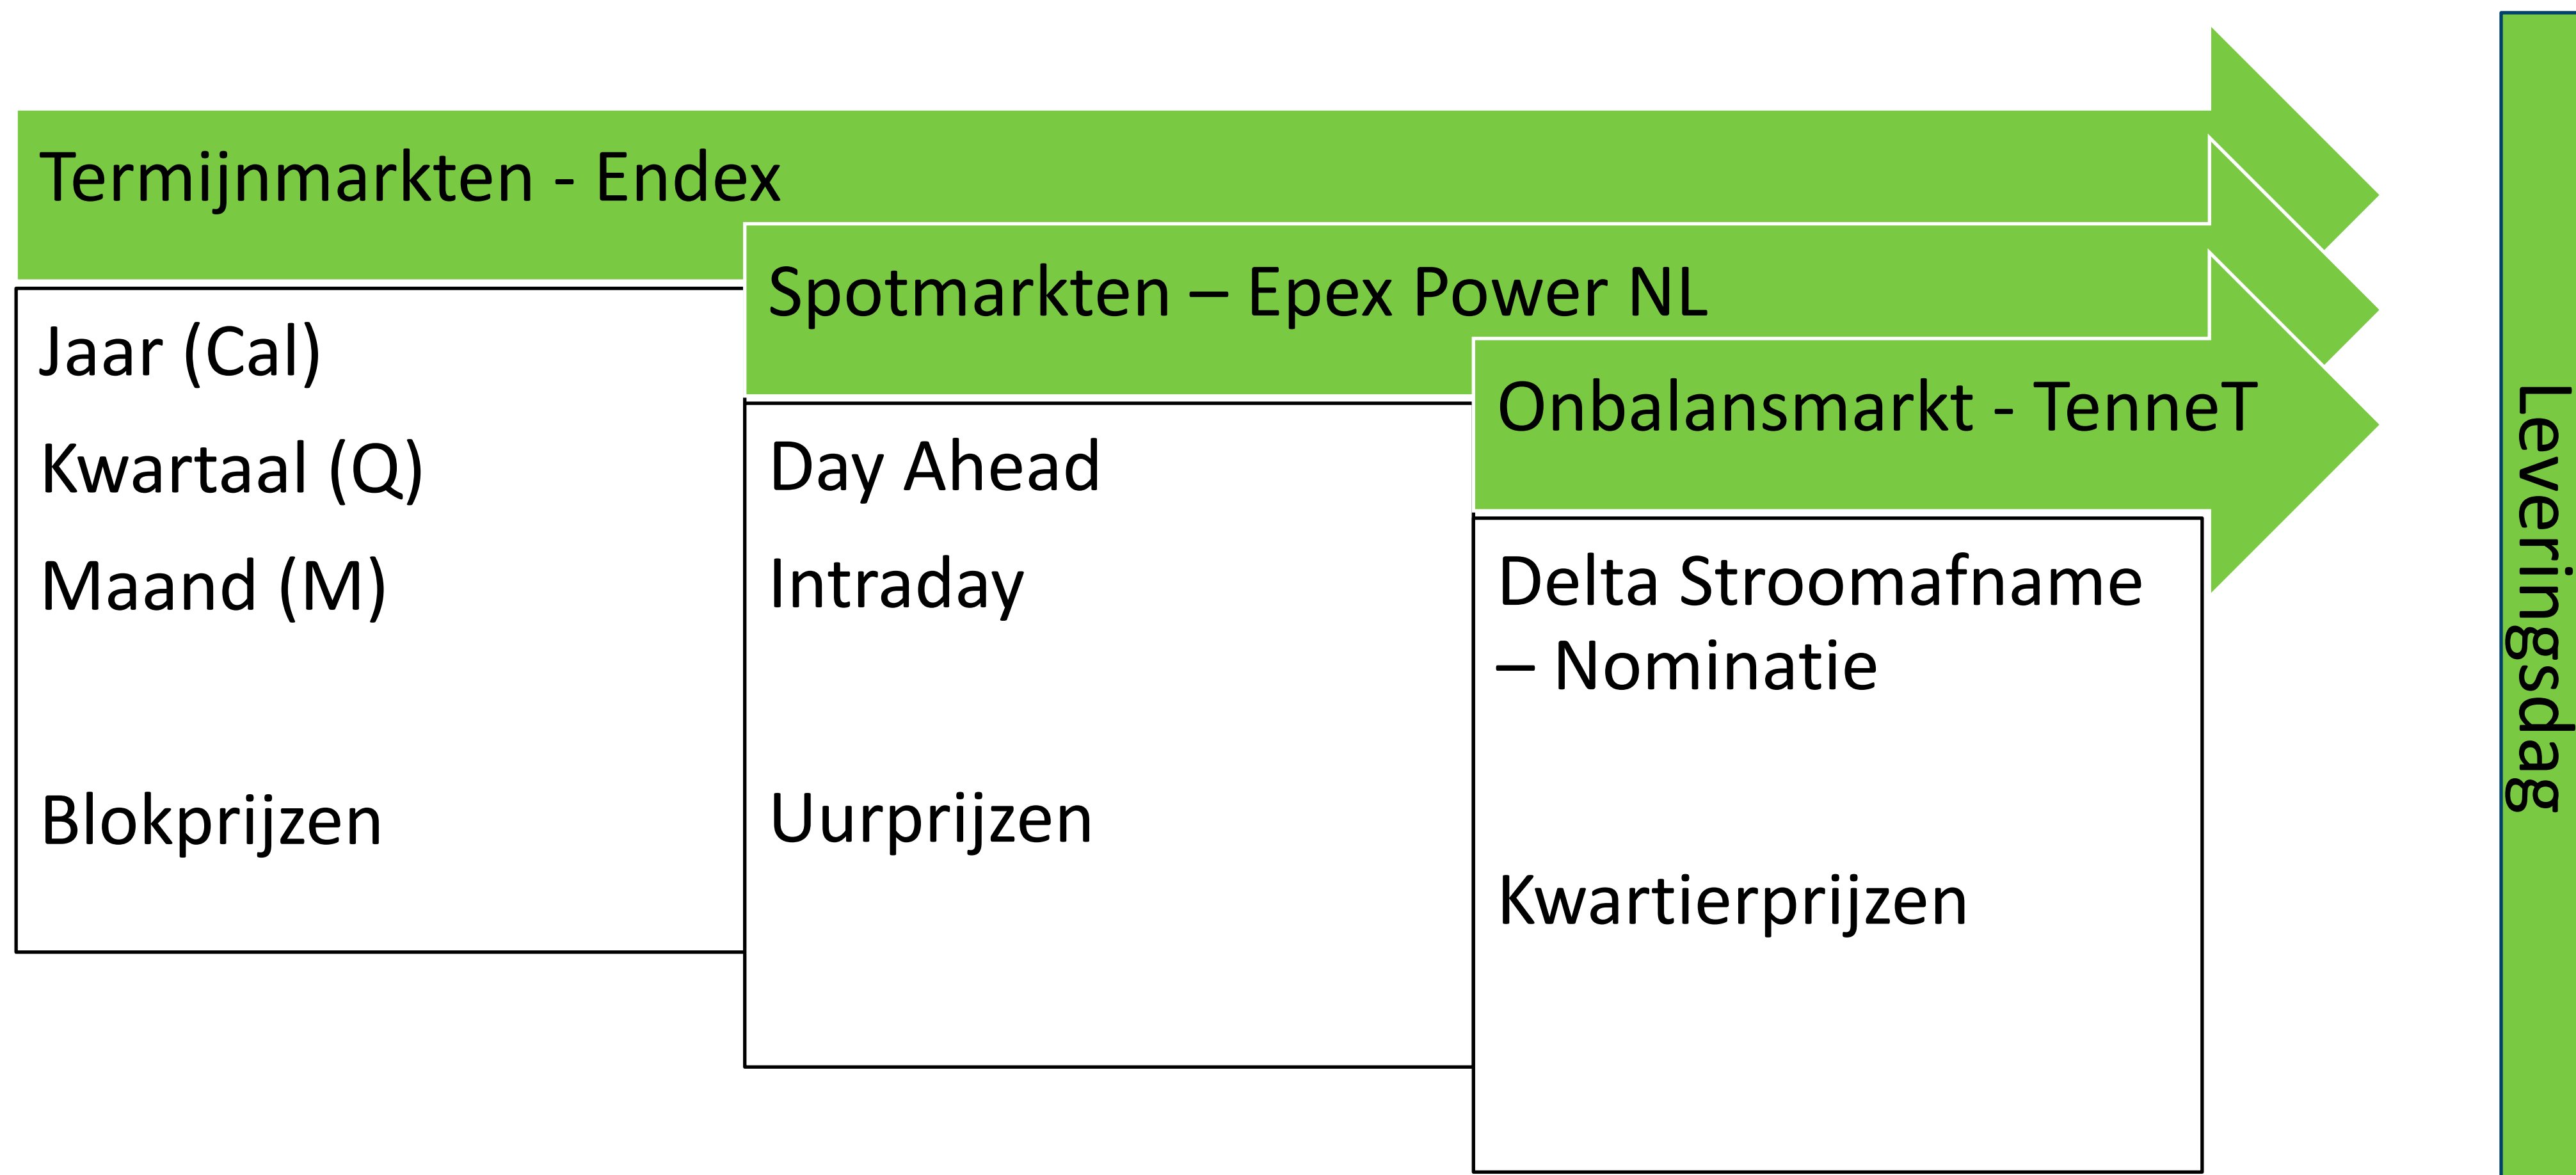 Termijnmarkten - Endex
Jaar (Cal)
Kwartaal (Q)
Maand (M)
Blokprijzen
Spotmarkten – Epex Power NL
Day Ahead
Intraday
Uurprijzen
Onbalansmarkt - TenneT
Delta Stroomafname
– Nominatie
Kwartierprijzen
Leveringsdag